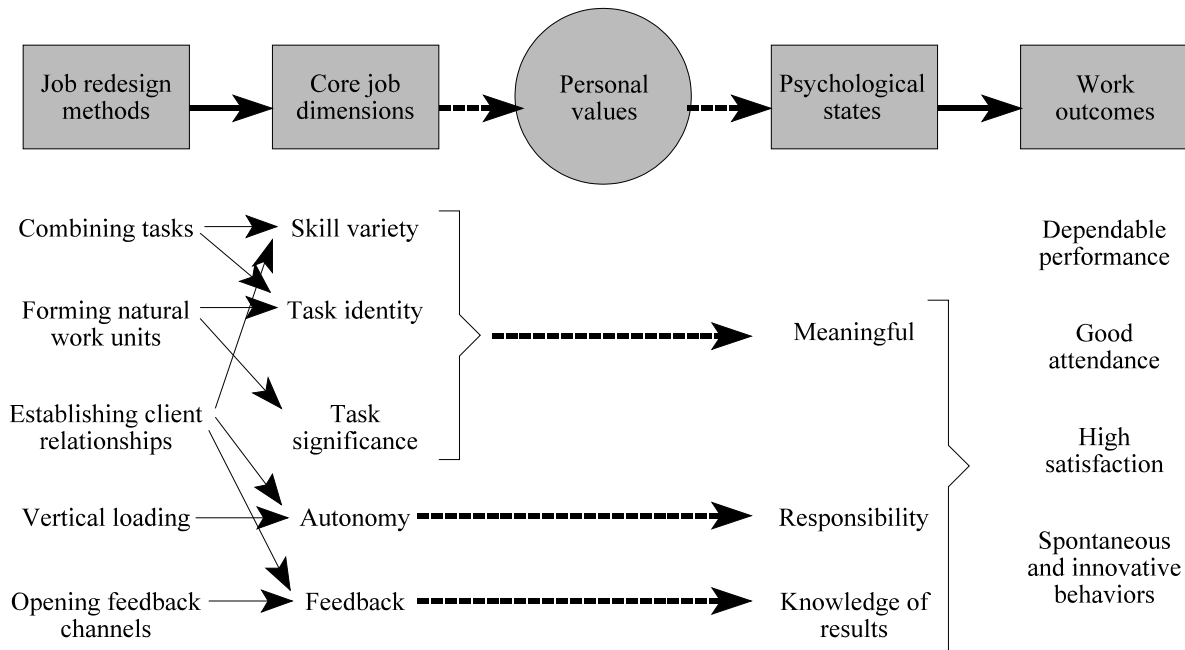 Job redesign
methods
Core job
dimensions
Personal
values
Psychological
states
Work
outcomes
Combining tasks
Skill variety
Dependable
performance
Forming natural
work units
Task identity
Meaningful
Good
attendance
Establishing client
relationships
Task
significance
High
satisfaction
Vertical loading
Autonomy
Responsibility
Spontaneous
and innovative
behaviors
Opening feedback
channels
Feedback
Knowledge of
results